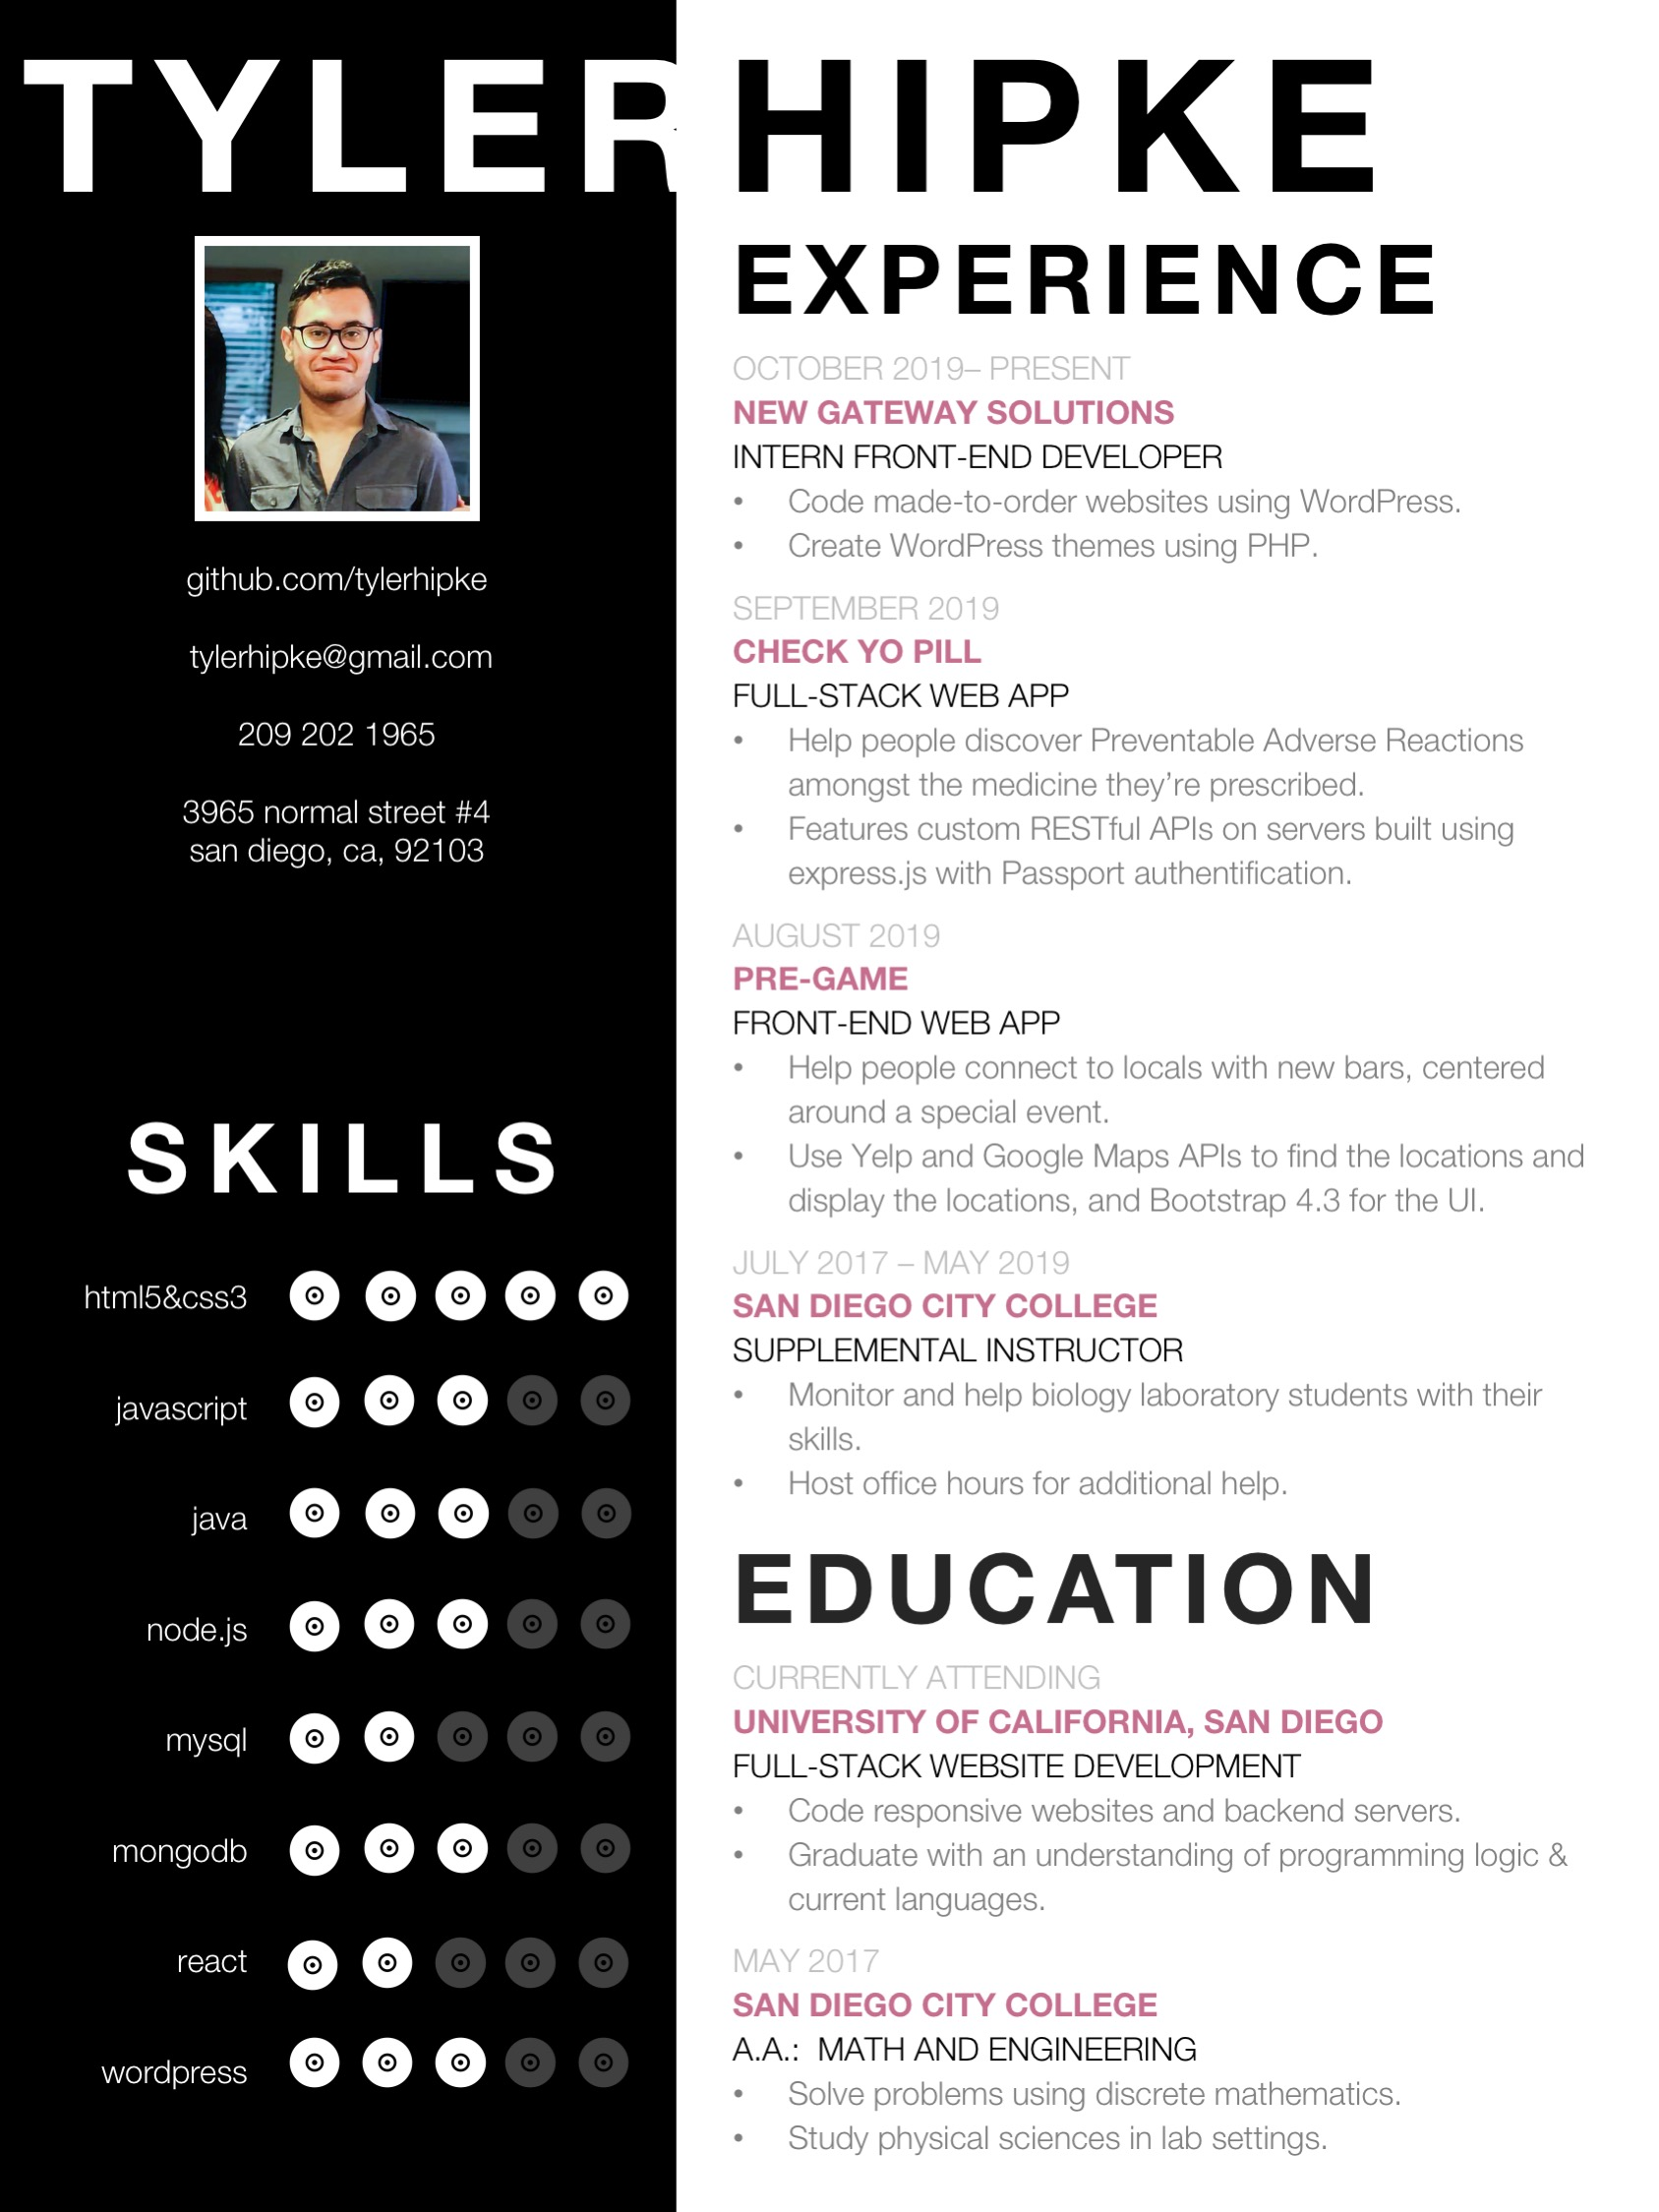 TYLER HIPKE
github.com/tylerhipke
tylerhipke@gmail.com
209 202 1965
3965 normal street #4
san diego, ca, 92103
SKILLS
html5&css3
javascript
java
node.js
mysql
mongodb
react
wordpress
EXPERIENCE
OCTOBER 2019– PRESENT
NEW GATEWAY SOLUTIONS
INTERN FRONT-END DEVELOPER
• Code made-to-order websites using WordPress.
• Create WordPress themes using PHP.
SEPTEMBER 2019
CHECK YO PILL
FULL-STACK WEB APP
• Help people discover Preventable Adverse Reactions
amongst the medicine they’re prescribed.
• Features custom RESTful APIs on servers built using
express.js with Passport authentification.
AUGUST 2019
PRE-GAME
FRONT-END WEB APP
• Help people connect to locals with new bars, centered
around a special event.
• Use Yelp and Google Maps APIs to find the locations and
display the locations, and Bootstrap 4.3 for the UI.
JULY 2017 – MAY 2019
SAN DIEGO CITY COLLEGE
SUPPLEMENTAL INSTRUCTOR
• Monitor and help biology laboratory students with their
skills.
• Host office hours for additional help.
EDUCATION
CURRENTLY ATTENDING
UNIVERSITY OF CALIFORNIA, SAN DIEGO
FULL-STACK WEBSITE DEVELOPMENT
• Code responsive websites and backend servers.
• Graduate with an understanding of programming logic &
current languages.
MAY 2017
SAN DIEGO CITY COLLEGE
A.A.: MATH AND ENGINEERING
• Solve problems using discrete mathematics.
• Study physical sciences in lab settings.